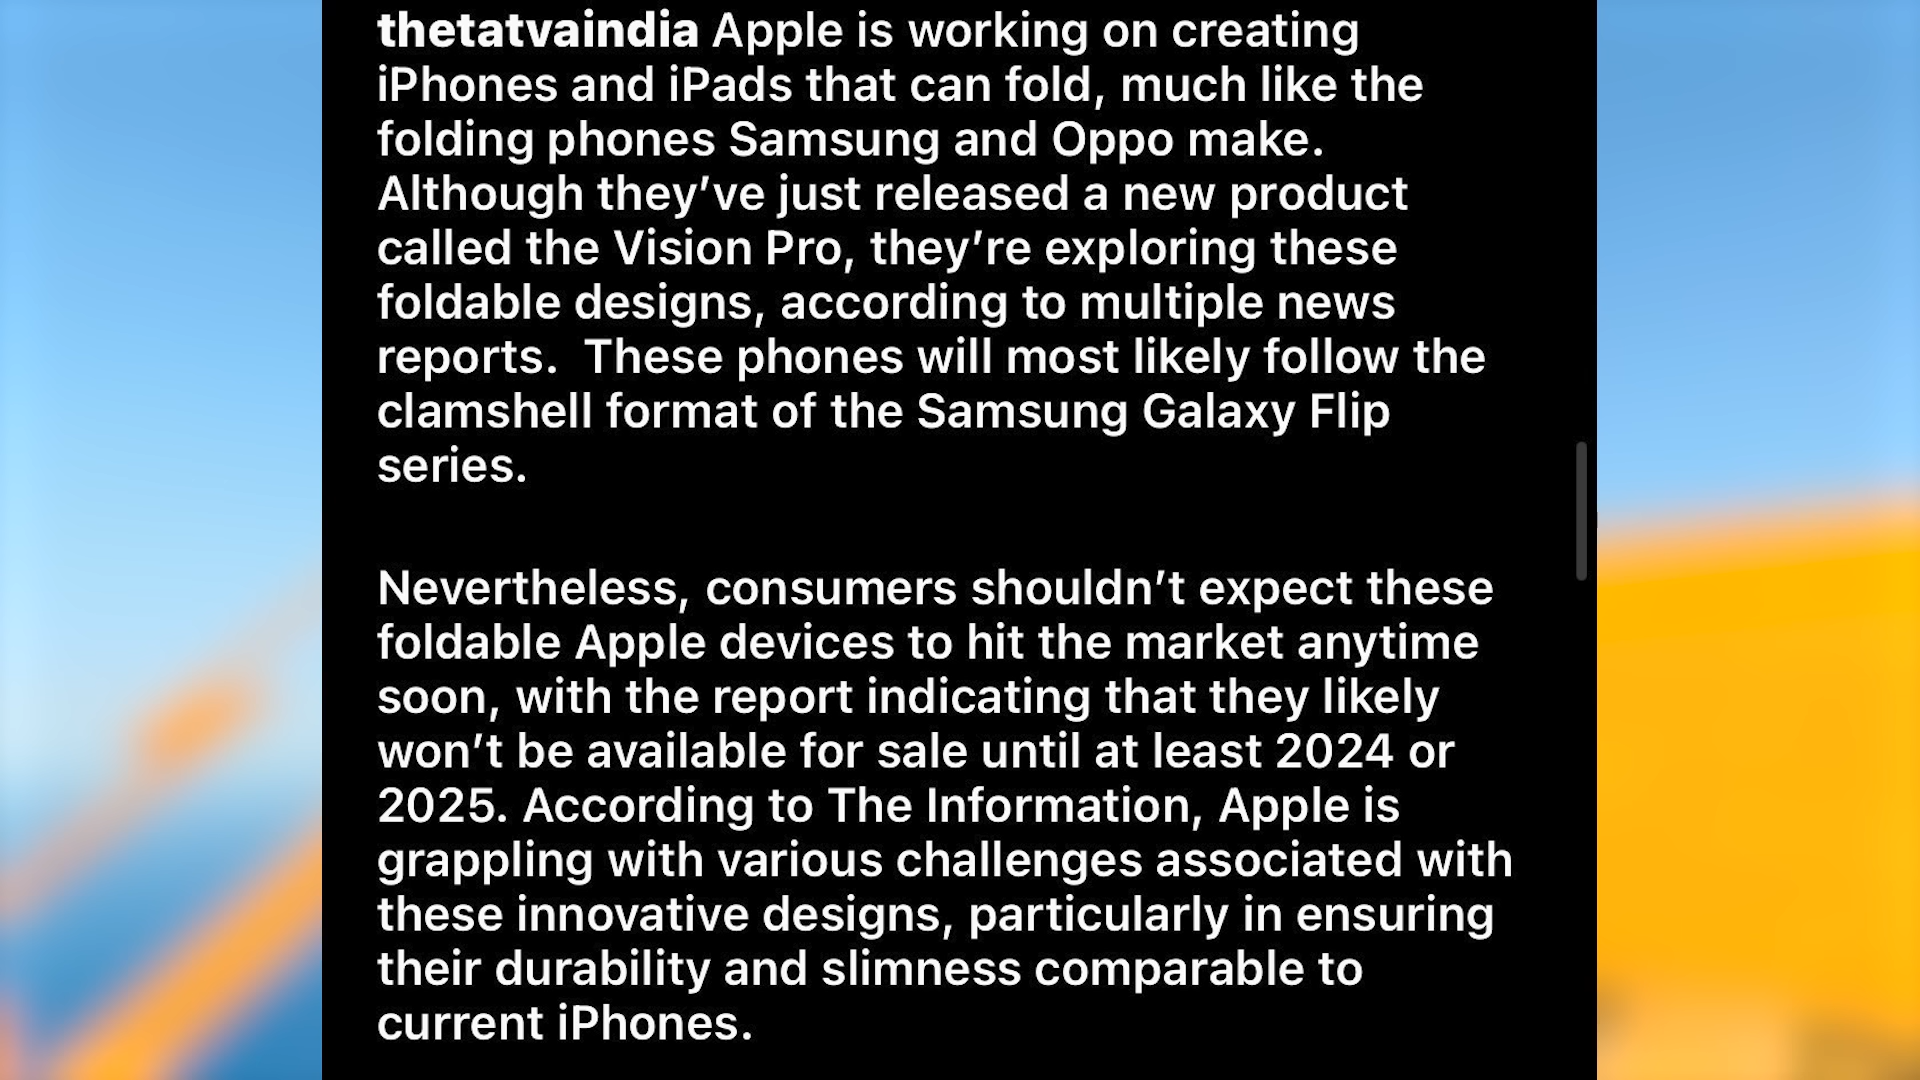 thetatvaindia Apple is working on creating
iPhones and iPads that can fold, much like the
folding phones Samsung and Oppo make.
Although they’ve just released a new product
called the Vision Pro, they’re exploring these
foldable designs, according to multiple news
reports.  These phones will most likely follow the
clamshell format of the Samsung Galaxy Flip
series.
Nevertheless, consumers shouldn’t expect these
foldable Apple devices to hit the market anytime
soon, with the report indicating that they likely
won’t be available for sale until at least 2024 or
2025. According to The Information, Apple is
grappling with various challenges associated with
these innovative designs, particularly in ensuring
their durability and slimness comparable to
current iPhones.